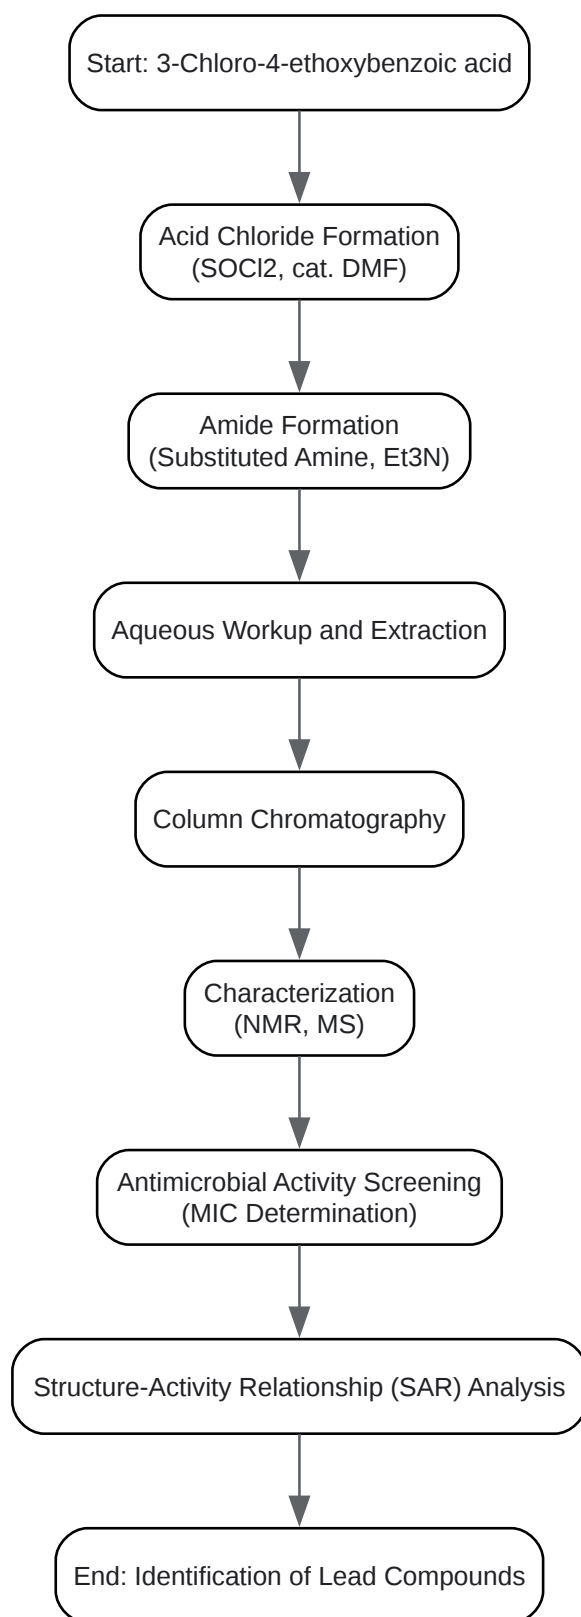 Start: 3-Chloro-4-ethoxybenzoic acid
Acid Chloride Formation
(SOCl2, cat. DMF)
Amide Formation
(Substituted Amine, Et3N)
Aqueous Workup and Extraction
Column Chromatography
Characterization
(NMR, MS)
Antimicrobial Activity Screening
(MIC Determination)
Structure-Activity Relationship (SAR) Analysis
End: Identification of Lead Compounds